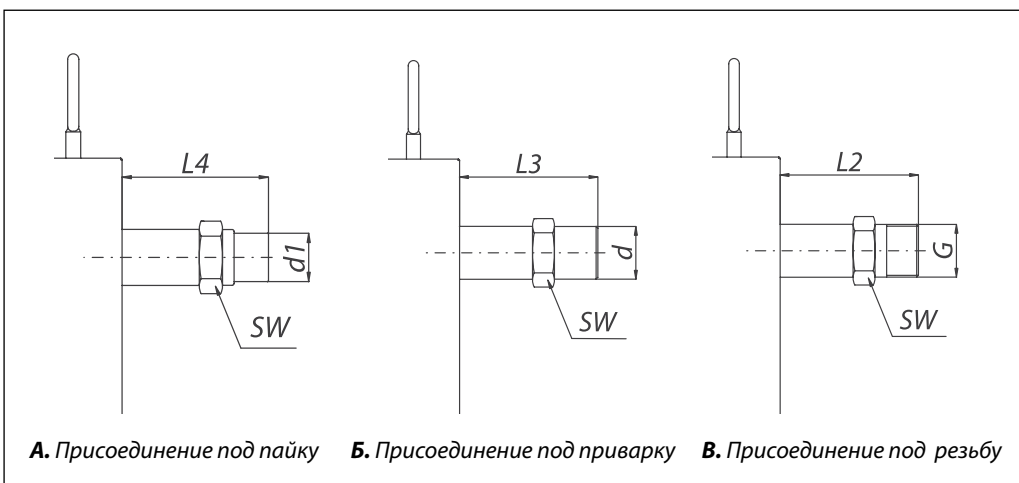 L4
d1
SW
L3
d
SW
L2
G
SW
А. Присоединение под пайку
Б. Присоединение под приварку
В. Присоединение под резьбу